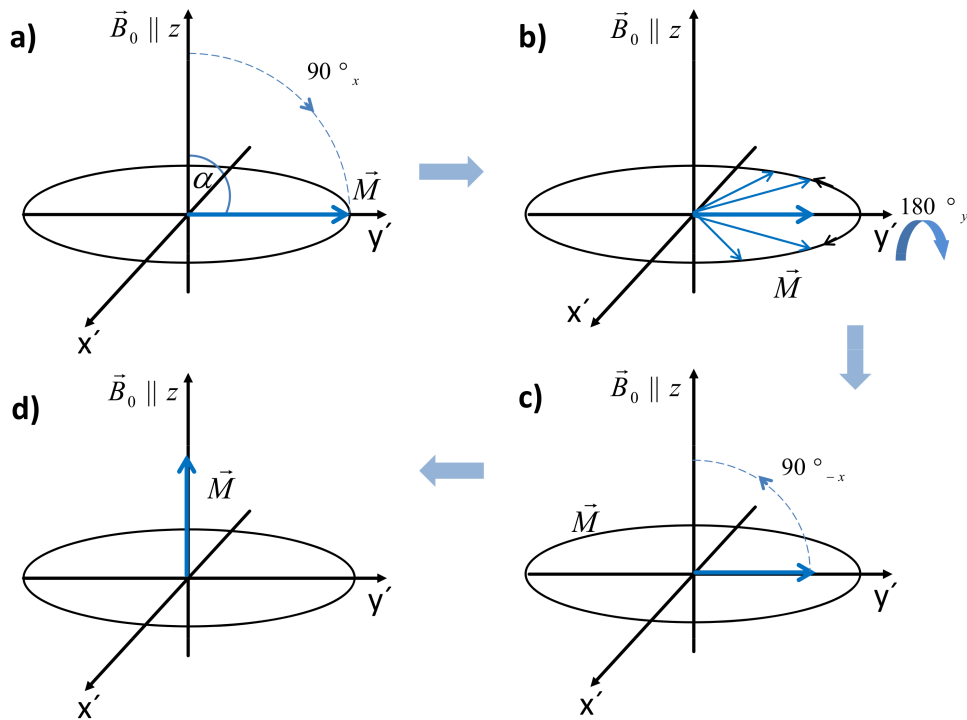 a)
B⃗₀ ∥ z
90 °ₓ
α
M⃗
y´
x´
b)
B⃗₀ ∥ z
180 °ᵧ
y´
M⃗
x´
c)
B⃗₀ ∥ z
90 °₋ₓ
M⃗
y´
x´
d)
B⃗₀ ∥ z
M⃗
y´
x´